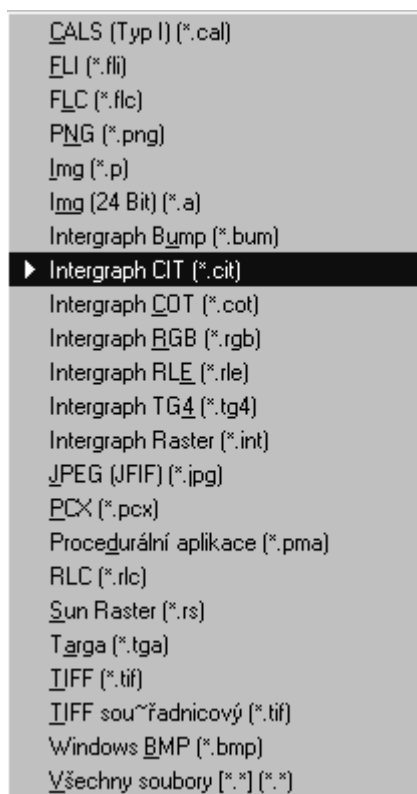 CALS (Typ I) (*.cal)
FLI (*.fli)
FLC (*.flc)
PNG (*.png)
Img (*.p)
Img (24 Bit) (*.a)
Intergraph Bump (*.bum)
Intergraph CIT (*.cit)
Intergraph COT (*.cot)
Intergraph RGB (*.rgb)
Intergraph RLE (*.rle)
Intergraph TG4 (*.tg4)
Intergraph Raster (*.int)
JPEG (JFIF) (*.jpg)
PCX (*.pcx)
Procedurální aplikace (*.pma)
RLC (*.rlc)
Sun Raster (*.rs)
Targa (*.tga)
TIFF (*.tif)
TIFF sou~řadnicový (*.tif)
Windows BMP (*.bmp)
Všechny soubory [*.*] (*.*)